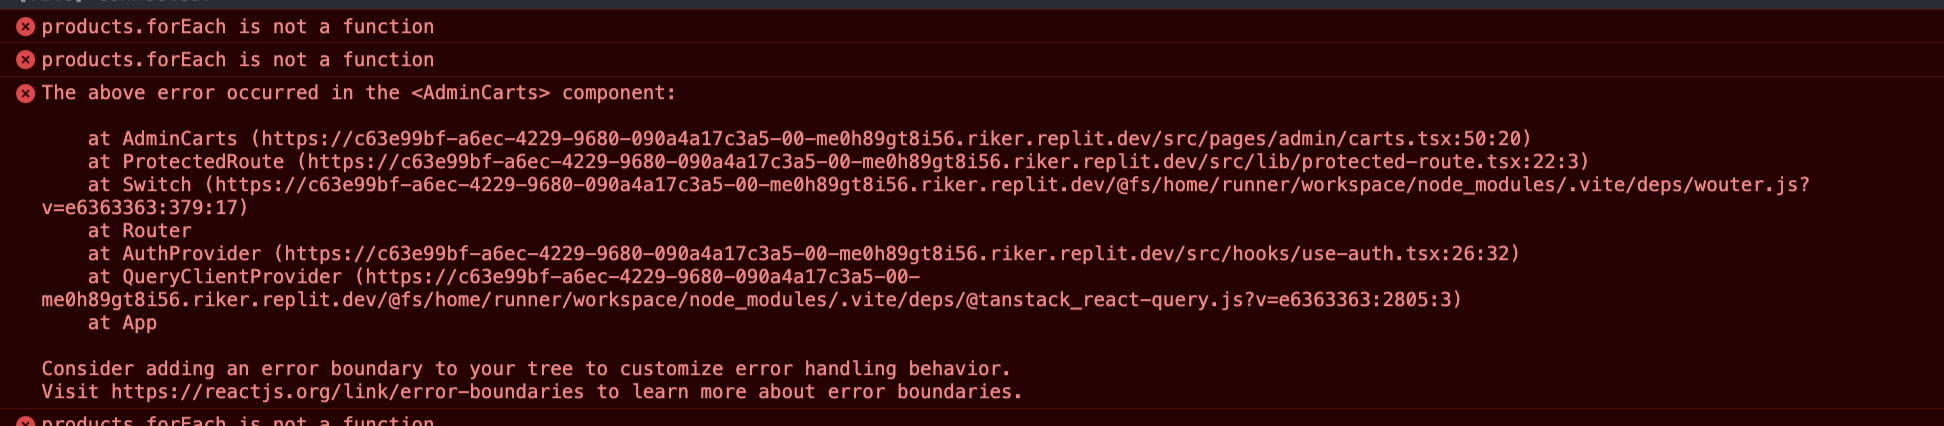 products.forEach is not a function
products.forEach is not a function
The above error occurred in the <AdminCarts> component:
at AdminCarts (https://c63e99bf-a6ec-4229-9680-090a4a17c3a5-00-me0h89gt8i56.riker.replit.dev/src/pages/admin/carts.tsx:50:20)
at ProtectedRoute (https://c63e99bf-a6ec-4229-9680-090a4a17c3a5-00-me0h89gt8i56.riker.replit.dev/src/lib/protected-route.tsx:22:3)
at Switch (https://c63e99bf-a6ec-4229-9680-090a4a17c3a5-00-me0h89gt8i56.riker.replit.dev/@fs/home/runner/workspace/node_modules/.vite/deps/wouter.js?
v=e6363363:379:17)
at Router
at AuthProvider (https://c63e99bf-a6ec-4229-9680-090a4a17c3a5-00-me0h89gt8i56.riker.replit.dev/src/hooks/use-auth.tsx:26:32)
at QueryClientProvider (https://c63e99bf-a6ec-4229-9680-090a4a17c3a5-00-
me0h89gt8i56.riker.replit.dev/@fs/home/runner/workspace/node_modules/.vite/deps/@tanstack_react-query.js?v=e6363363:2805:3)
at App
Consider adding an error boundary to your tree to customize error handling behavior.
Visit https://reactjs.org/link/error-boundaries to learn more about error boundaries.
products.forEach is not a function